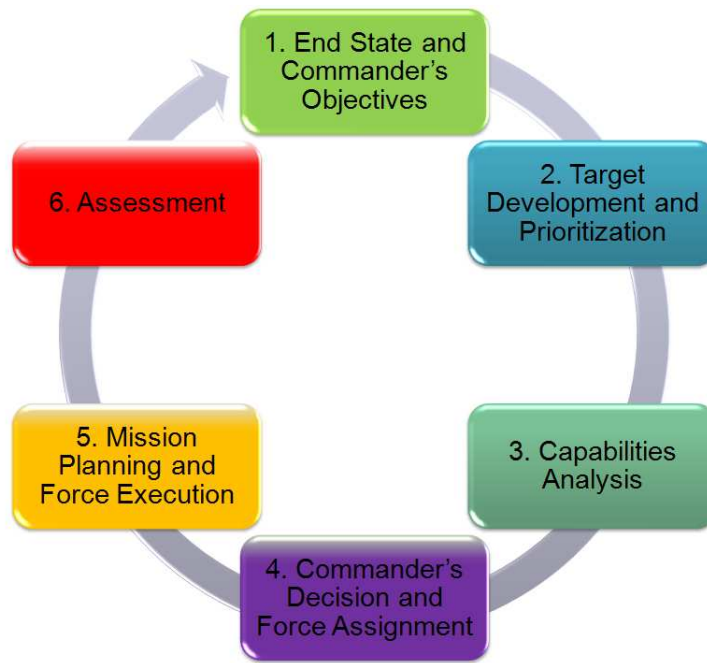 1. End State and
Commander’s
Objectives
2. Target
Development and
Prioritization
3. Capabilities
Analysis
4. Commander’s
Decision and
Force Assignment
5. Mission
Planning and
Force Execution
6. Assessment